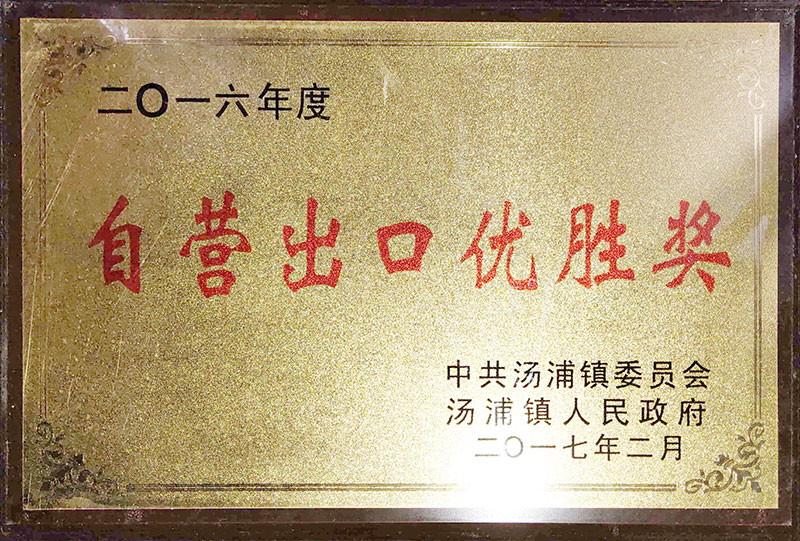 二〇一六年度
自营出口优胜奖
中共汤浦镇委员会
汤浦镇人民政府
二〇一七年二月